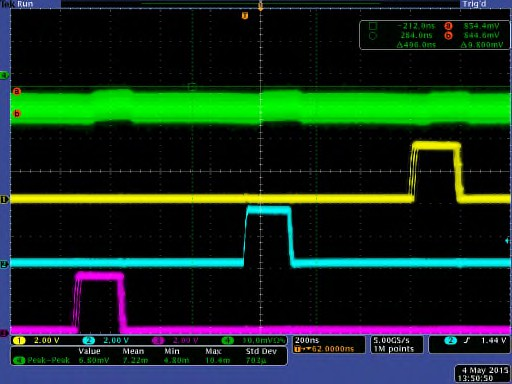 Tek Run
Trig'd
-212.0ns 854.4mV
284.0ns 844.6mV
Δ496.0ns Δ9.800mV
1 2.00 V 2 2.00 V 3 2.00 V 4 10.0mVΩ
200ns
T→▾62.0000ns
5.00GS/s
1M points
2 1.44 V
Value Mean Min Max Std Dev
4 Peak-Peak 6.80mV 7.22m 4.80m 10.4m 703µ
4 May 2015
13:50:50